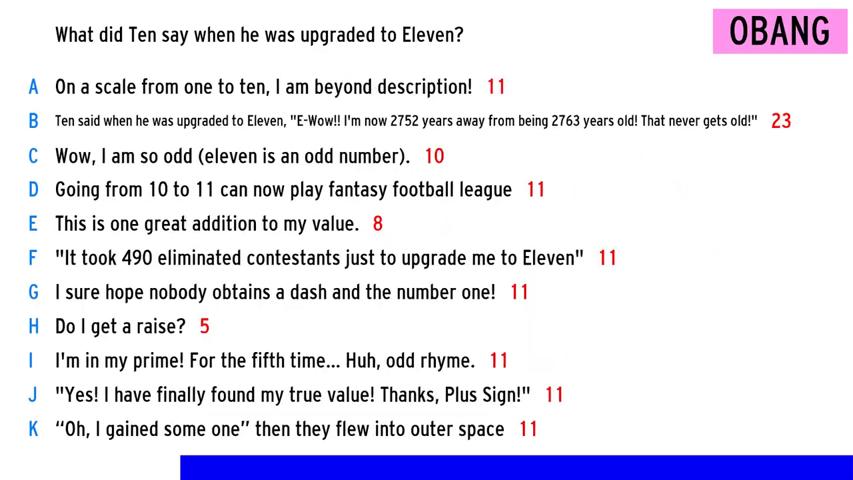 What did Ten say when he was upgraded to Eleven?
OBANG
A On a scale from one to ten, I am beyond description! 11
B Ten said when he was upgraded to Eleven, "E-Wow!! I'm now 2752 years away from being 2763 years old! That never gets old!" 23
C Wow, I am so odd (eleven is an odd number). 10
D Going from 10 to 11 can now play fantasy football league 11
E This is one great addition to my value. 8
F "It took 490 eliminated contestants just to upgrade me to Eleven" 11
G I sure hope nobody obtains a dash and the number one! 11
H Do I get a raise? 5
I I'm in my prime! For the fifth time... Huh, odd rhyme. 11
J "Yes! I have finally found my true value! Thanks, Plus Sign!" 11
K “Oh, I gained some one” then they flew into outer space 11